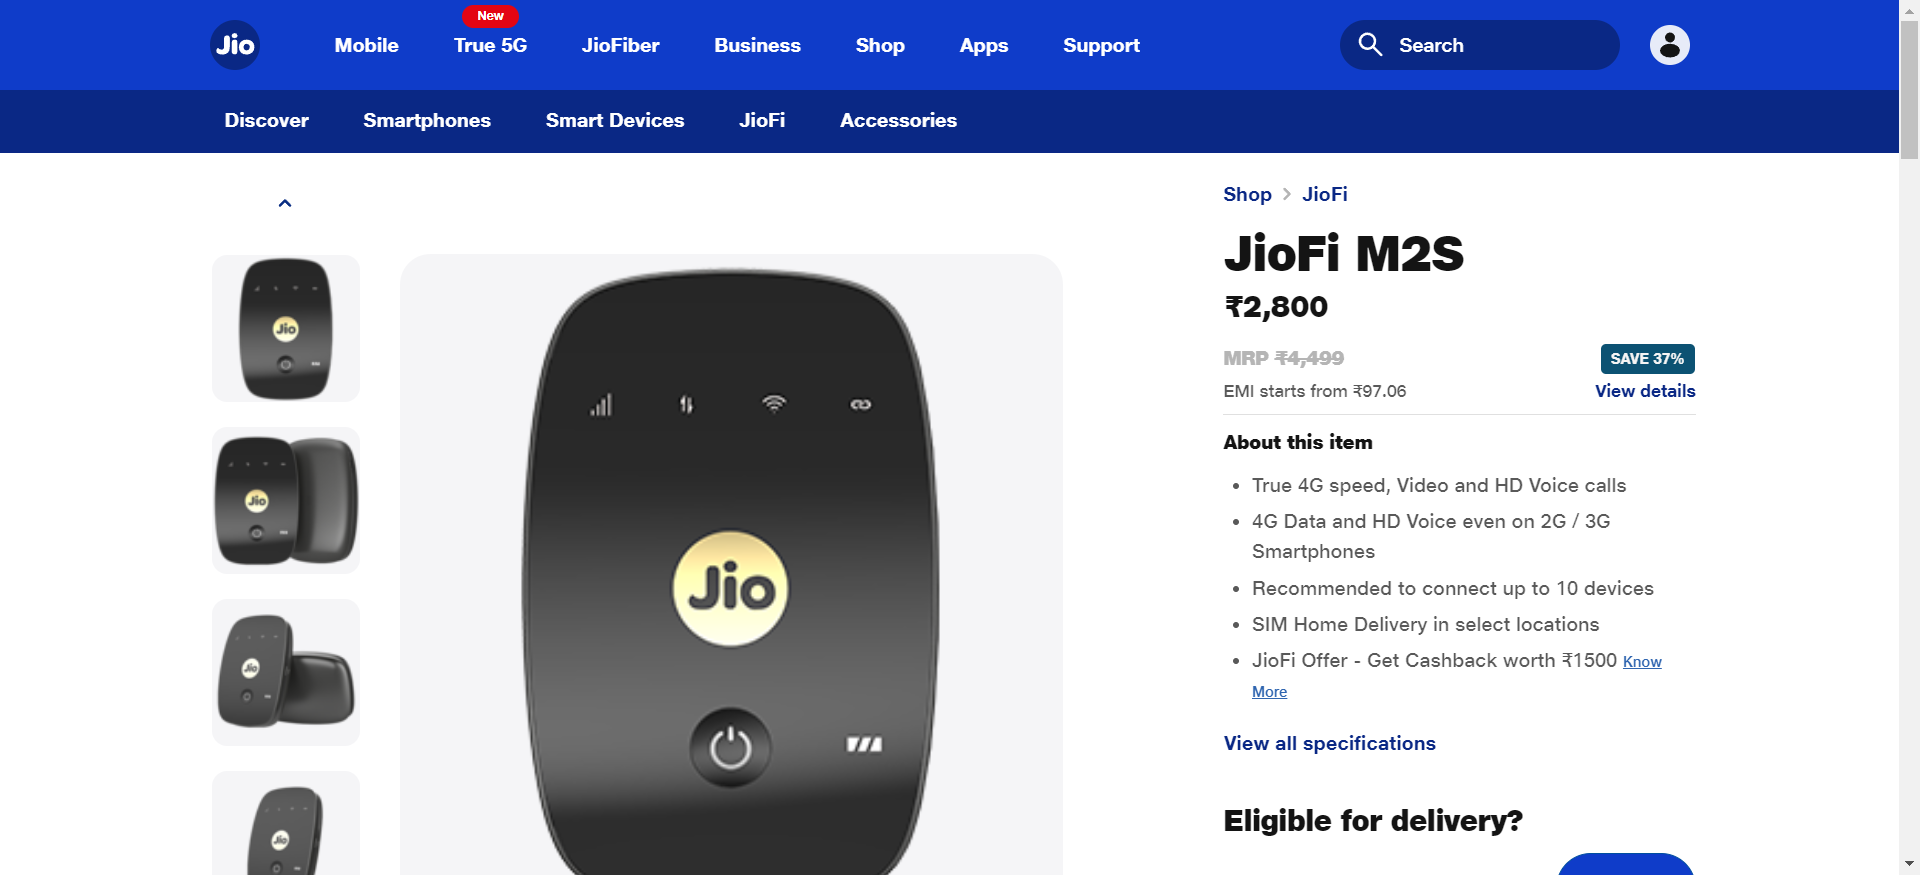 New
Jio
Mobile
True 5G
JioFiber
Business
Shop
Apps
Support
Search
Discover
Smartphones
Smart Devices
JioFi
Accessories
Shop
JioFi
JioFi M2S
₹2,800
MRP ₹4,499
SAVE 37%
EMI starts from ₹97.06
View details
About this item
True 4G speed, Video and HD Voice calls
4G Data and HD Voice even on 2G / 3G
Smartphones
Recommended to connect up to 10 devices
SIM Home Delivery in select locations
JioFi Offer - Get Cashback worth ₹1500 Know
More
View all specifications
Eligible for delivery?
Jio
Jio
Jio
Jio
Jio